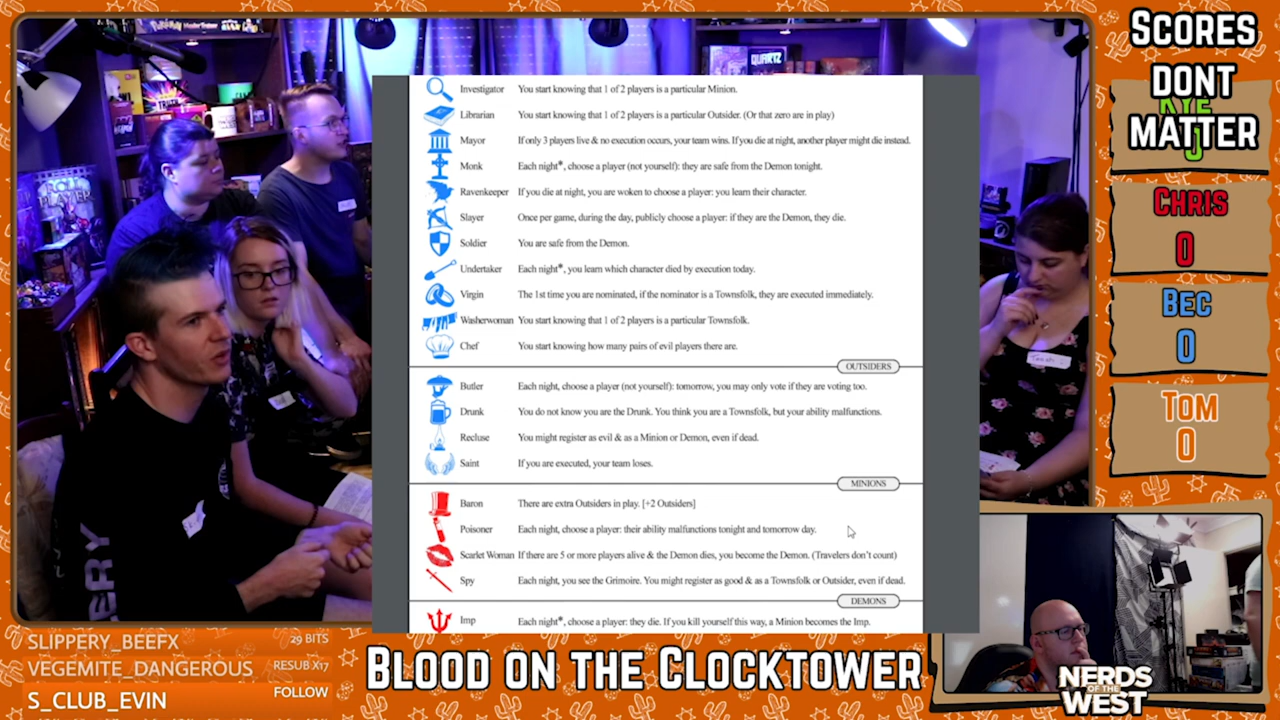 SCORES
DONT
MATTER
0
CHRIS
0
BEC
0
TOM
0
QUARTZ
TRUTH
Investigator You start knowing that 1 of 2 players is a particular Minion.
Librarian You start knowing that 1 of 2 players is a particular Outsider. (Or that zero are in play)
Mayor If only 3 players live & no execution occurs, your team wins. If you die at night, another player might die instead.
Monk Each night*, choose a player (not yourself): they are safe from the Demon tonight.
Ravenkeeper If you die at night, you are woken to choose a player: you learn their character.
Slayer Once per game, during the day, publicly choose a player: if they are the Demon, they die.
Soldier You are safe from the Demon.
Undertaker Each night*, you learn which character died by execution today.
Virgin The 1st time you are nominated, if the nominator is a Townsfolk, they are executed immediately.
Washerwoman You start knowing that 1 of 2 players is a particular Townsfolk.
Chef You start knowing how many pairs of evil players there are.
OUTSIDERS
Butler Each night, choose a player (not yourself): tomorrow, you may only vote if they are voting too.
Drunk You do not know you are the Drunk. You think you are a Townsfolk, but your ability malfunctions.
Recluse You might register as evil & as a Minion or Demon, even if dead.
Saint If you are executed, your team loses.
MINIONS
Baron There are extra Outsiders in play. [+2 Outsiders]
Poisoner Each night, choose a player: their ability malfunctions tonight and tomorrow day.
Scarlet Woman If there are 5 or more players alive & the Demon dies, you become the Demon. (Travelers don't count)
Spy Each night, you see the Grimoire. You might register as good & as a Townsfolk or Outsider, even if dead.
DEMONS
Imp Each night*, choose a player: they die. If you kill yourself this way, a Minion becomes the Imp.
ERY
SLIPPERY_BEEFX 29 BITS
VEGEMITE_DANGEROUS RESUB X17
S_CLUB_EVIN FOLLOW
BLOOD ON THE CLOCKTOWER
NERDS
OF THE
WEST